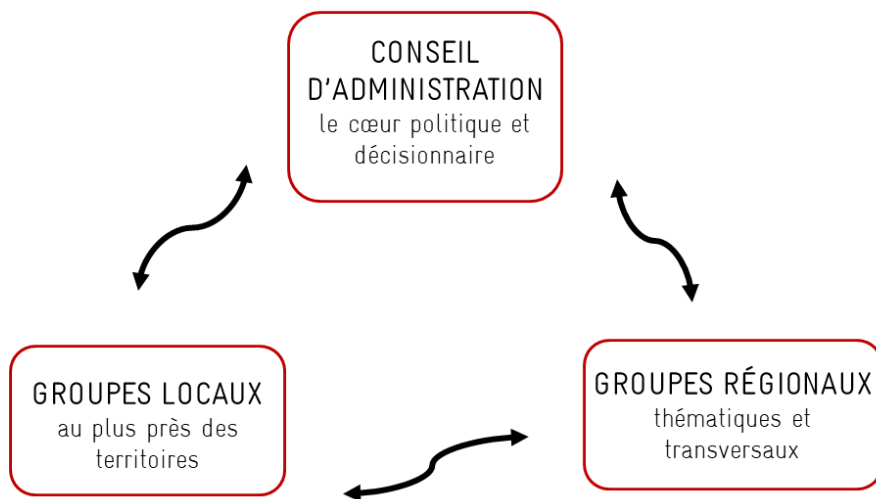 CONSEIL
D'ADMINISTRATION
le cœur politique et
décisionnaire
GROUPES LOCAUX
au plus près des
territoires
GROUPES RÉGIONAUX
thématiques et
transversaux